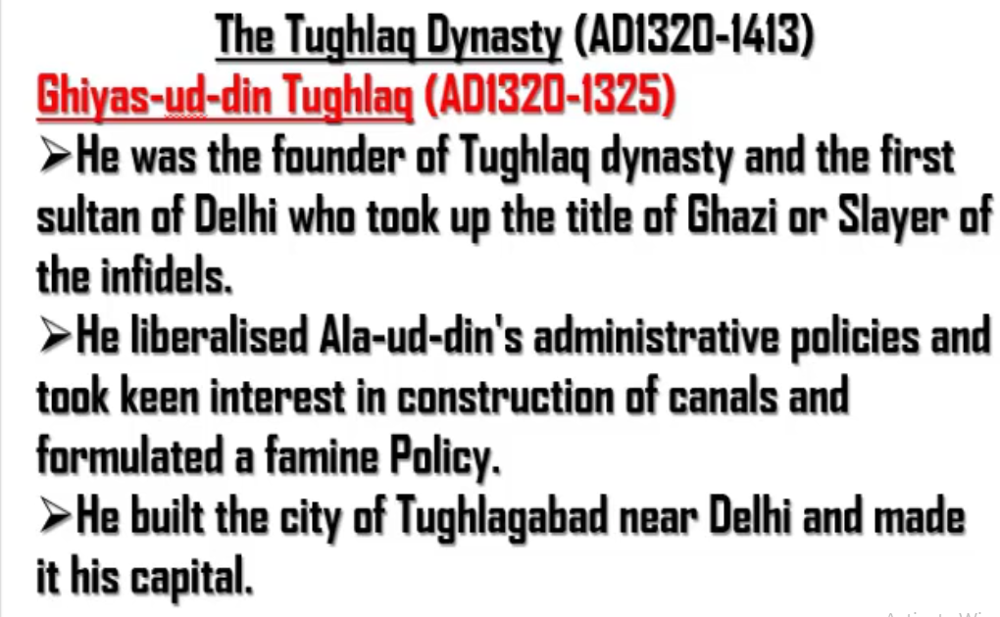 The Tughlaq Dynasty (AD1320-1413)
Ghiyas-ud-din Tughlaq (AD1320-1325)
➢He was the founder of Tughlaq dynasty and the first
sultan of Delhi who took up the title of Ghazi or Slayer of
the infidels.
➢He liberalised Ala-ud-din's administrative policies and
took keen interest in construction of canals and
formulated a famine Policy.
➢He built the city of Tughlagabad near Delhi and made
it his capital.